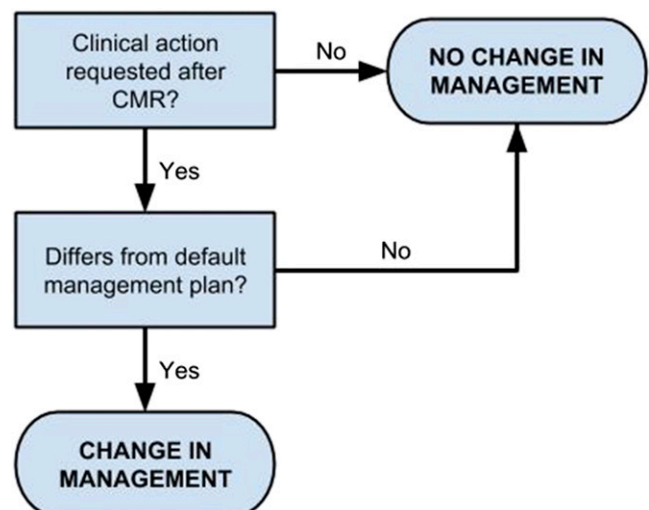 Clinical action
requested after
CMR?
No
NO CHANGE IN
MANAGEMENT
Yes
Differs from default
management plan?
No
Yes
CHANGE IN
MANAGEMENT